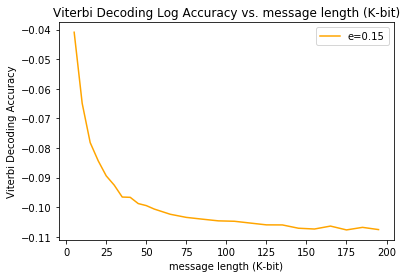 Viterbi Decoding Log Accuracy vs. message length (K-bit)
e=0.15
Viterbi Decoding Accuracy
−0.04
−0.05
−0.06
−0.07
−0.08
−0.09
−0.10
−0.11
0 25 50 75 100 125 150 175 200
message length (K-bit)